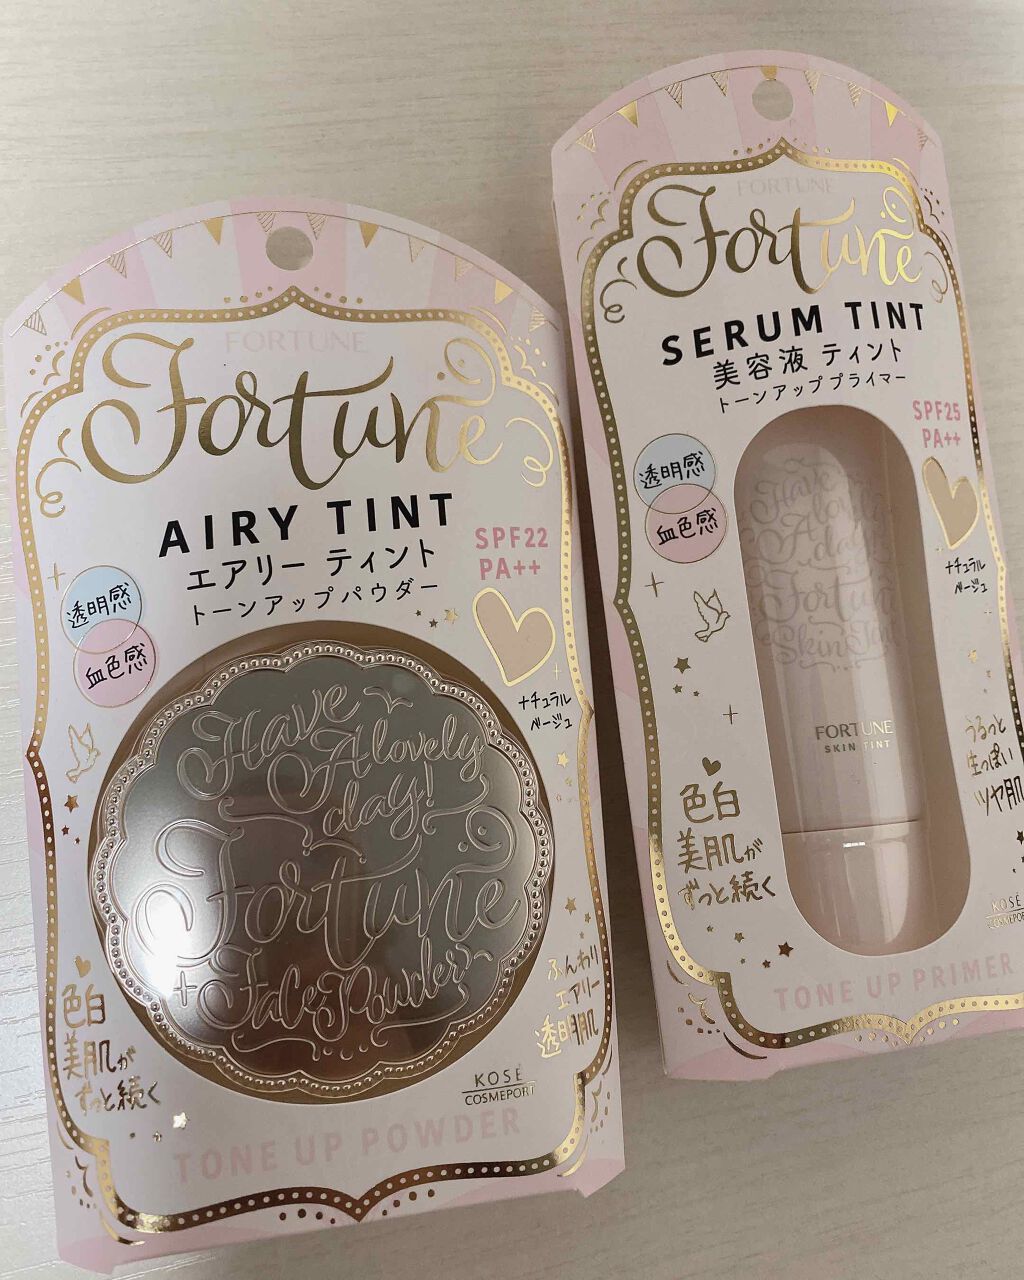 FORTUNE
Fortune
AIRY TINT
エアリー ティント
トーンアップパウダー
SPF22
PA++
透明感
血色感
ナチュラル
ベージュ
Have
A lovely
day!
Fortune
Face Powder
色白
美肌が
ずっと続く
ふんわり
エアリー
透明肌
KOSÉ
COSMEPORT
TONE UP POWDER
FORTUNE
Fortune
SERUM TINT
美容液 ティント
トーンアッププライマー
SPF25
PA++
透明感
血色感
ナチュラル
ベージュ
Have
A lovely
day!
Fortune
Skin Tint
FORTUNE
SKIN TINT
うるっと
生っぽい
ツヤ肌
色白
美肌が
ずっと続く
KOSÉ
COSMEPORT
TONE UP PRIMER